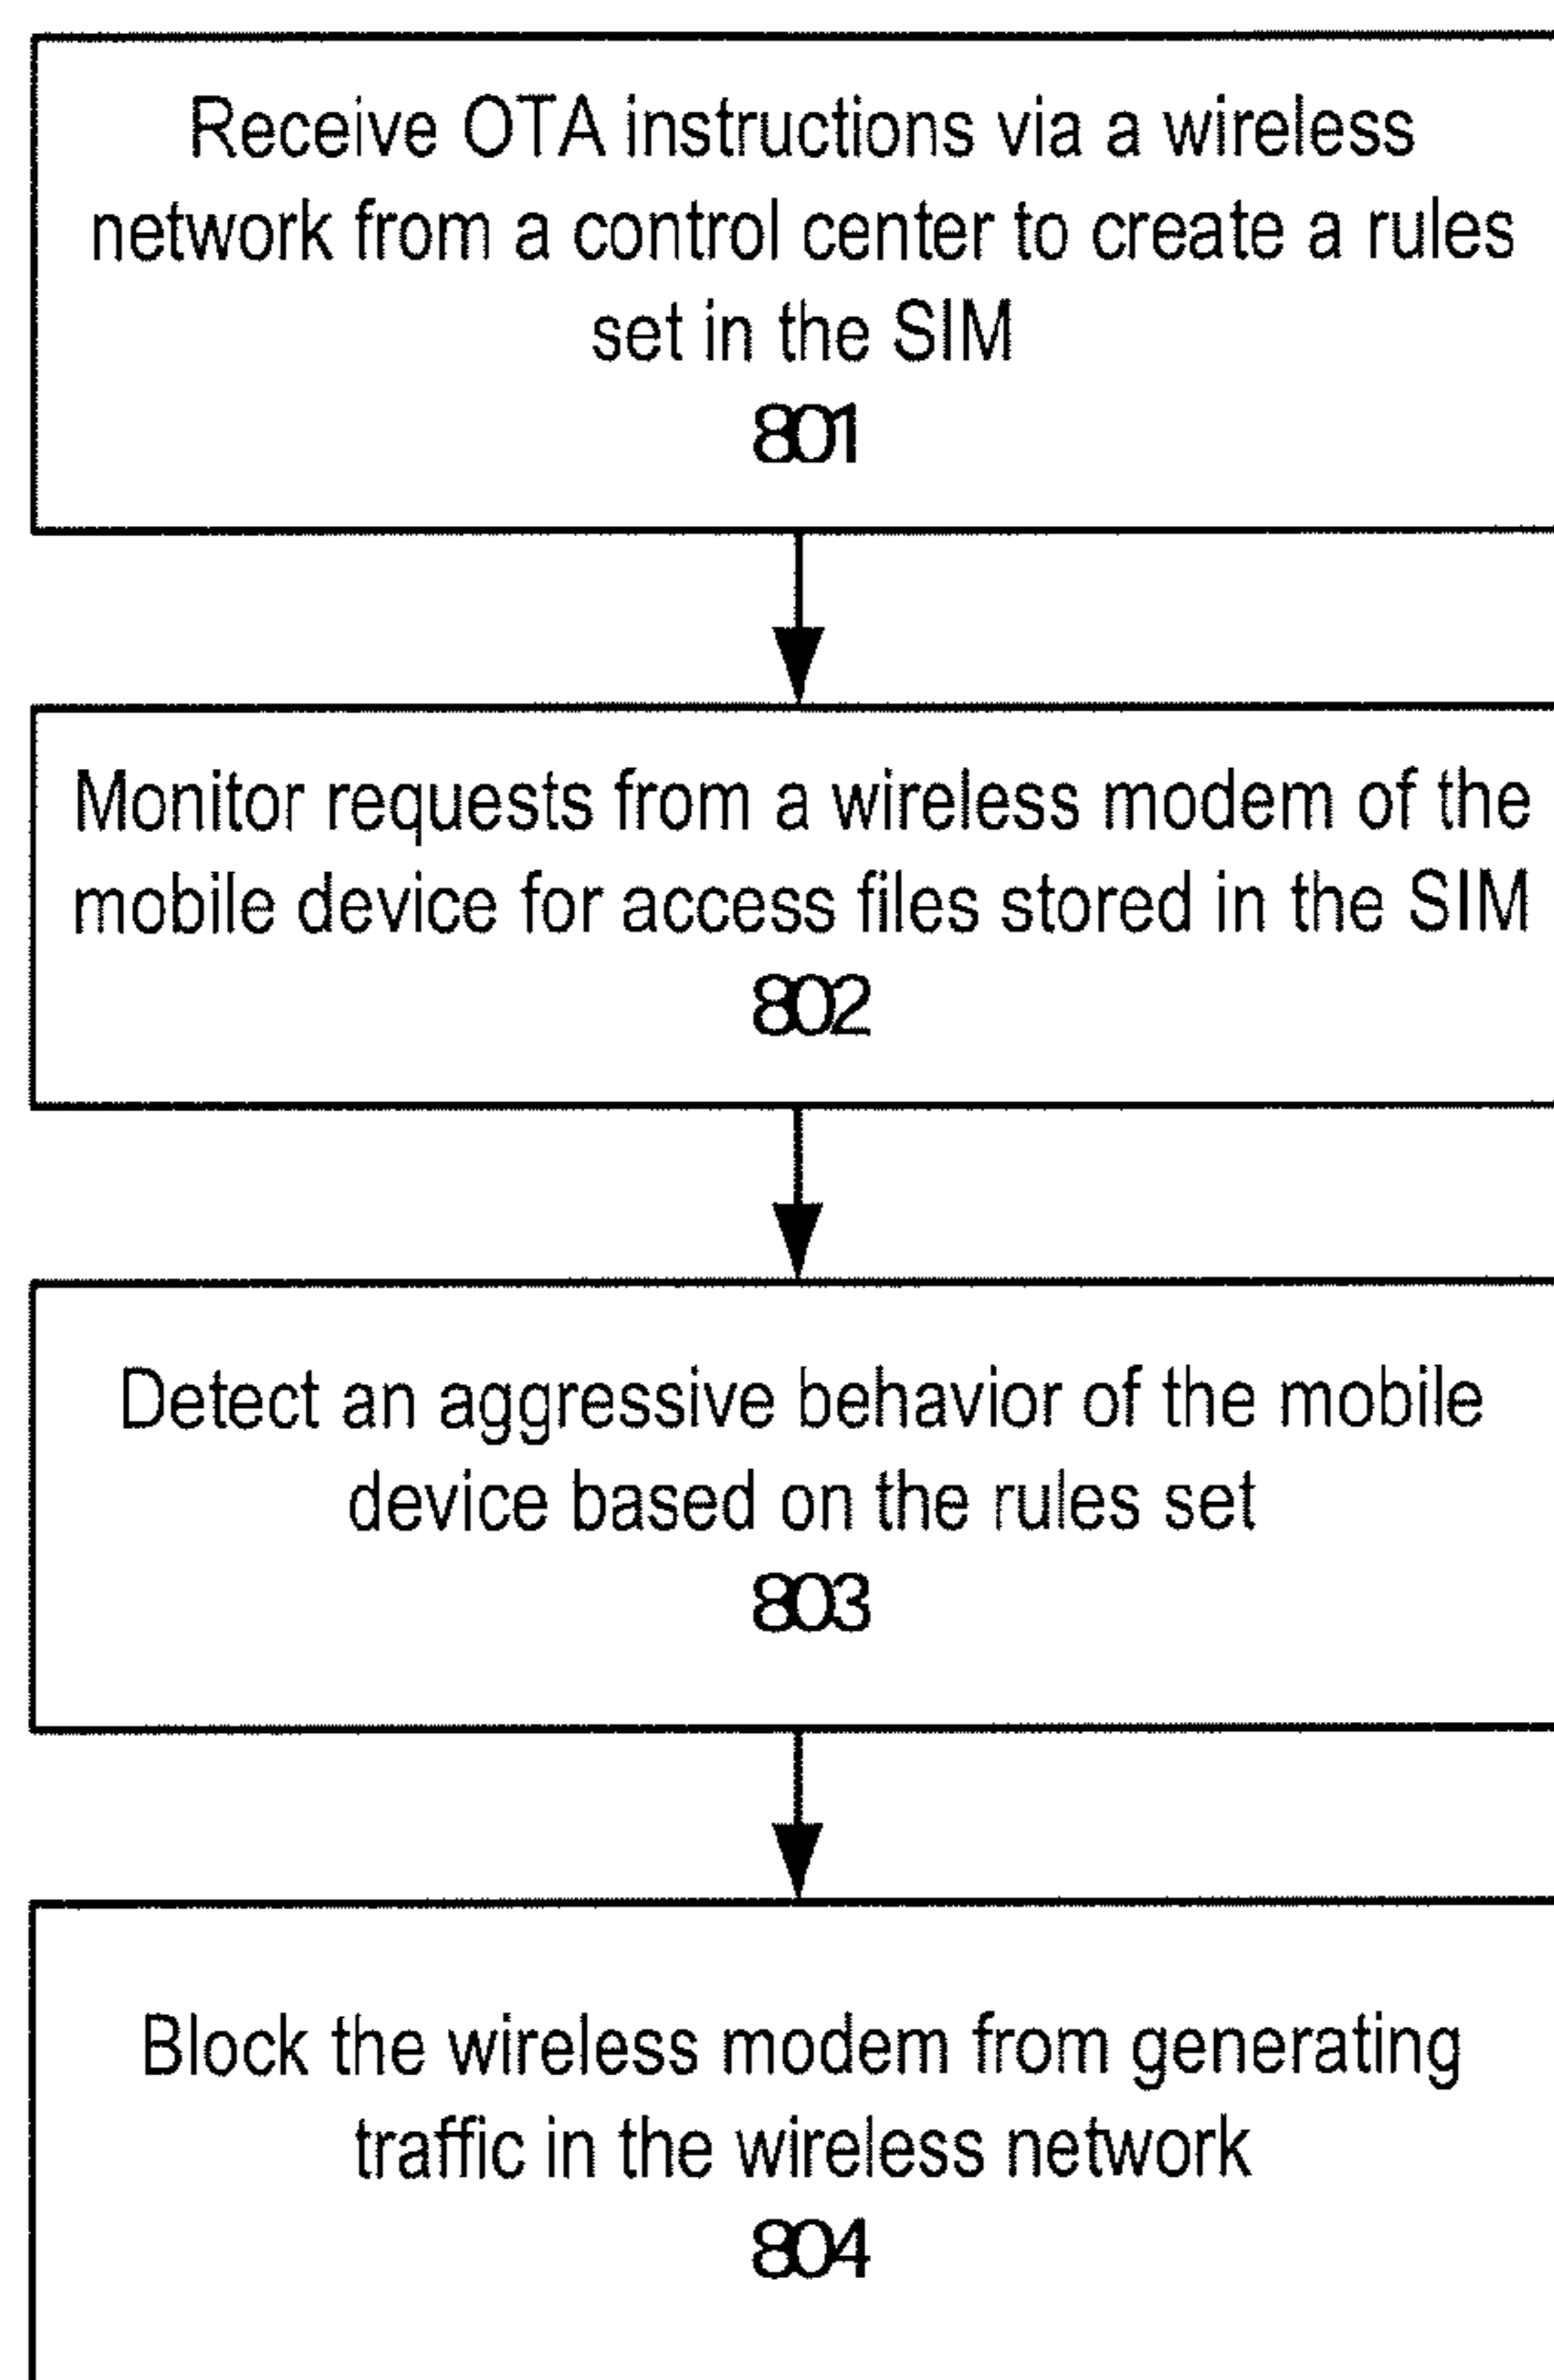 Receive OTA instructions via a wireless
network from a control center to create a rules
set in the SIM
801
Monitor requests from a wireless modem of the
mobile device for access files stored in the SIM
802
Detect an aggressive behavior of the mobile
device based on the rules set
803
Block the wireless modem from generating
traffic in the wireless network
804